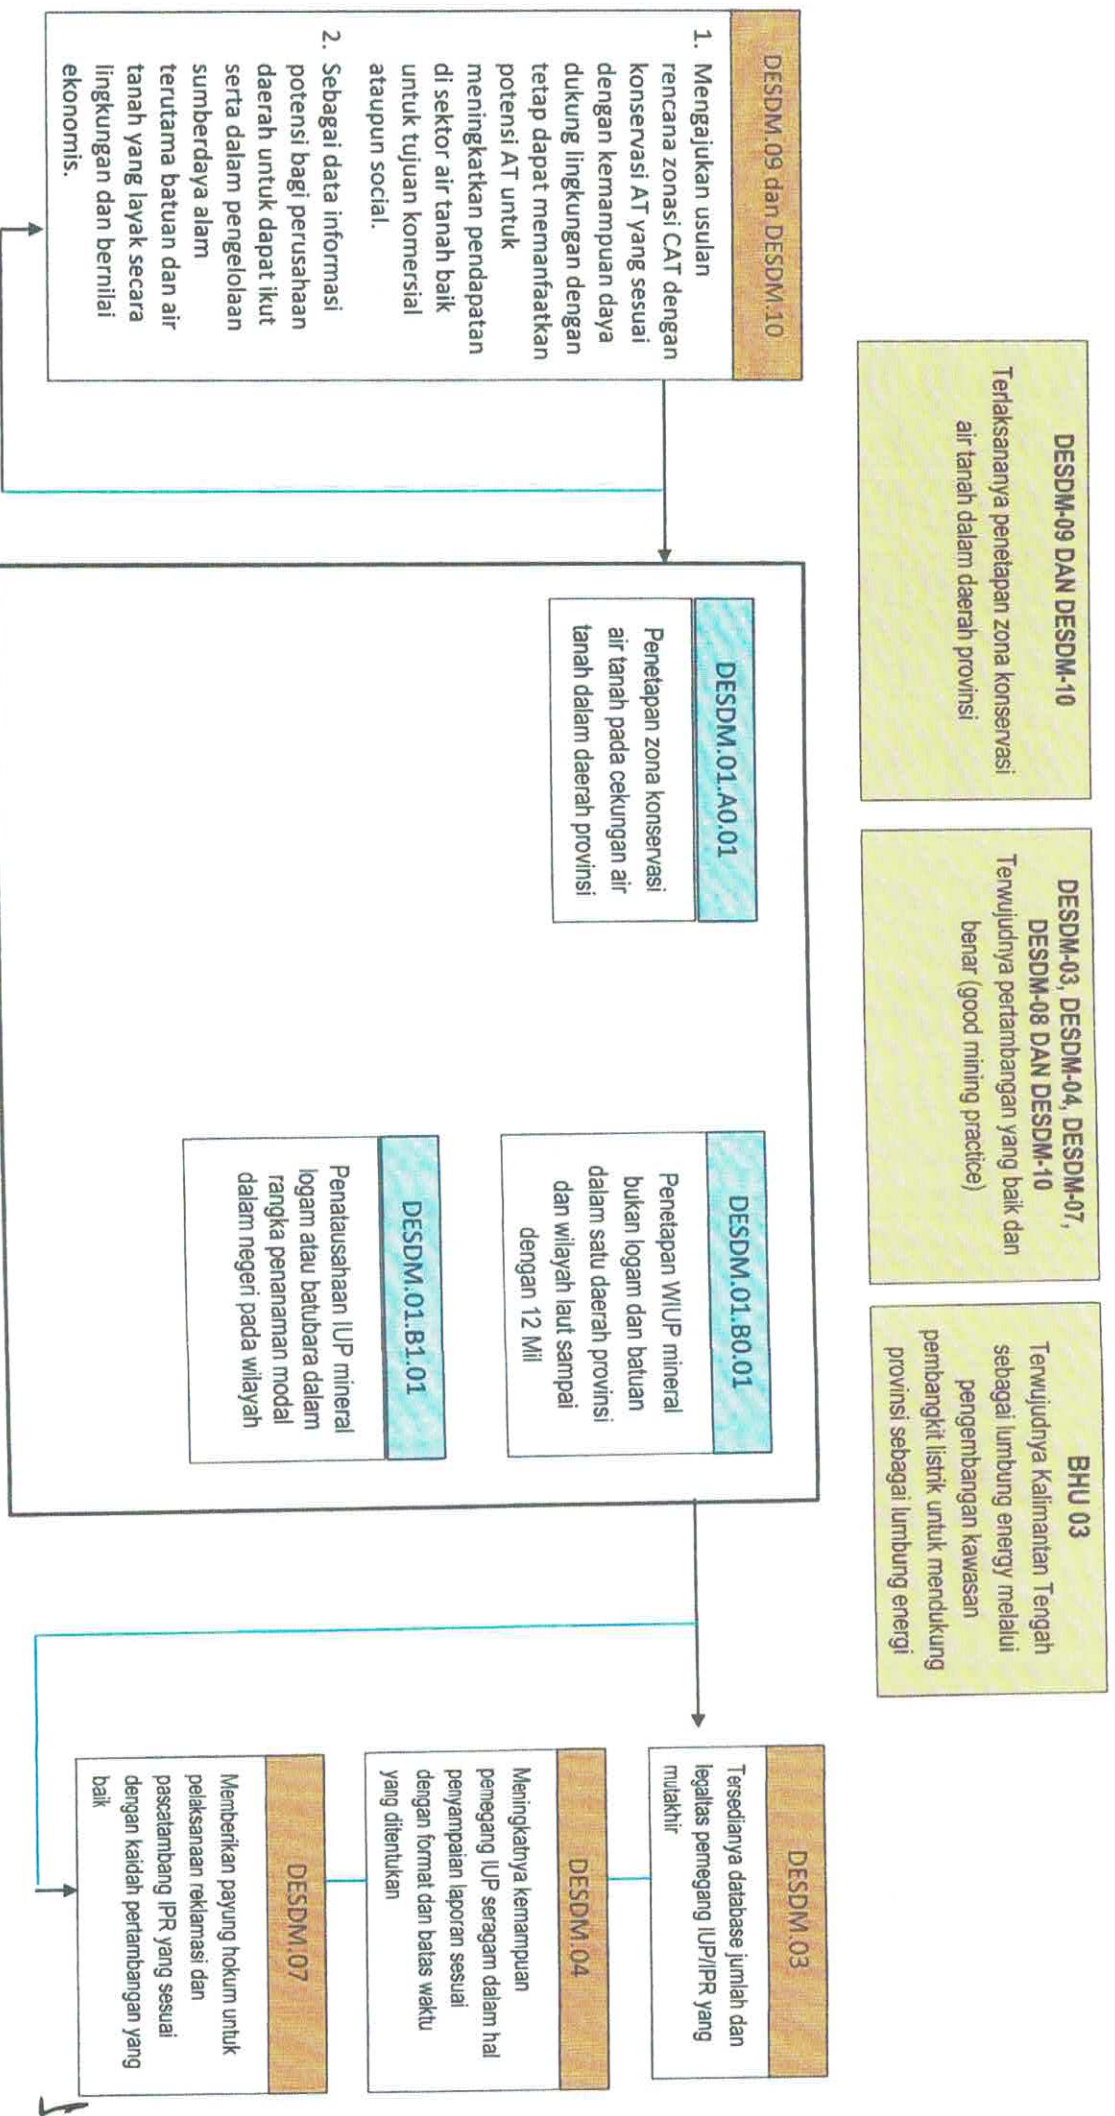 DESDM-09 DAN DESDM-10
Terlaksananya penetapan zona konservasi
air tanah dalam daerah provinsi
DESDM-03, DESDM-04, DESDM-07,
DESDM-08 DAN DESDM-10
Terwujudnya pertambangan yang baik dan
benar (good mining practice)
BHU 03
Terwujudnya Kalimantan Tengah
sebagai lumbung energy melalui
pengembangan kawasan
pembangkit listrik untuk mendukung
provinsi sebagai lumbung energi
DESDM.09 dan DESDM.10
1. Mengajukan usulan
rencana zonasi CAT dengan
konservasi AT yang sesuai
dengan kemampuan daya
dukung lingkungan dengan
tetap dapat memanfaatkan
potensi AT untuk
meningkatkan pendapatan
di sektor air tanah baik
untuk tujuan komersial
ataupun social.
2. Sebagai data informasi
potensi bagi perusahaan
daerah untuk dapat ikut
serta dalam pengelolaan
sumberdaya alam
terutama batuan dan air
tanah yang layak secara
lingkungan dan bernilai
ekonomis.
DESDM.01.A0.01
Penetapan zona konservasi
air tanah pada cekungan air
tanah dalam daerah provinsi
DESDM.01.B0.01
Penetapan WIUP mineral
bukan logam dan batuan
dalam satu daerah provinsi
dan wilayah laut sampai
dengan 12 Mil
DESDM.01.B1.01
Penatausahaan IUP mineral
logam atau batubara dalam
rangka penanaman modal
dalam negeri pada wilayah
DESDM.03
Tersedianya database jumlah dan
legaltas pemegang IUP/IPR yang
mutakhir
DESDM.04
Meningkatnya kemampuan
pemegang IUP seragam dalam hal
penyampaian laporan sesuai
dengan format dan batas waktu
yang ditentukan
DESDM.07
Memberikan payung hokum untuk
pelaksanaan reklamasi dan
pascatambang IPR yang sesuai
dengan kaidah pertambangan yang
baik